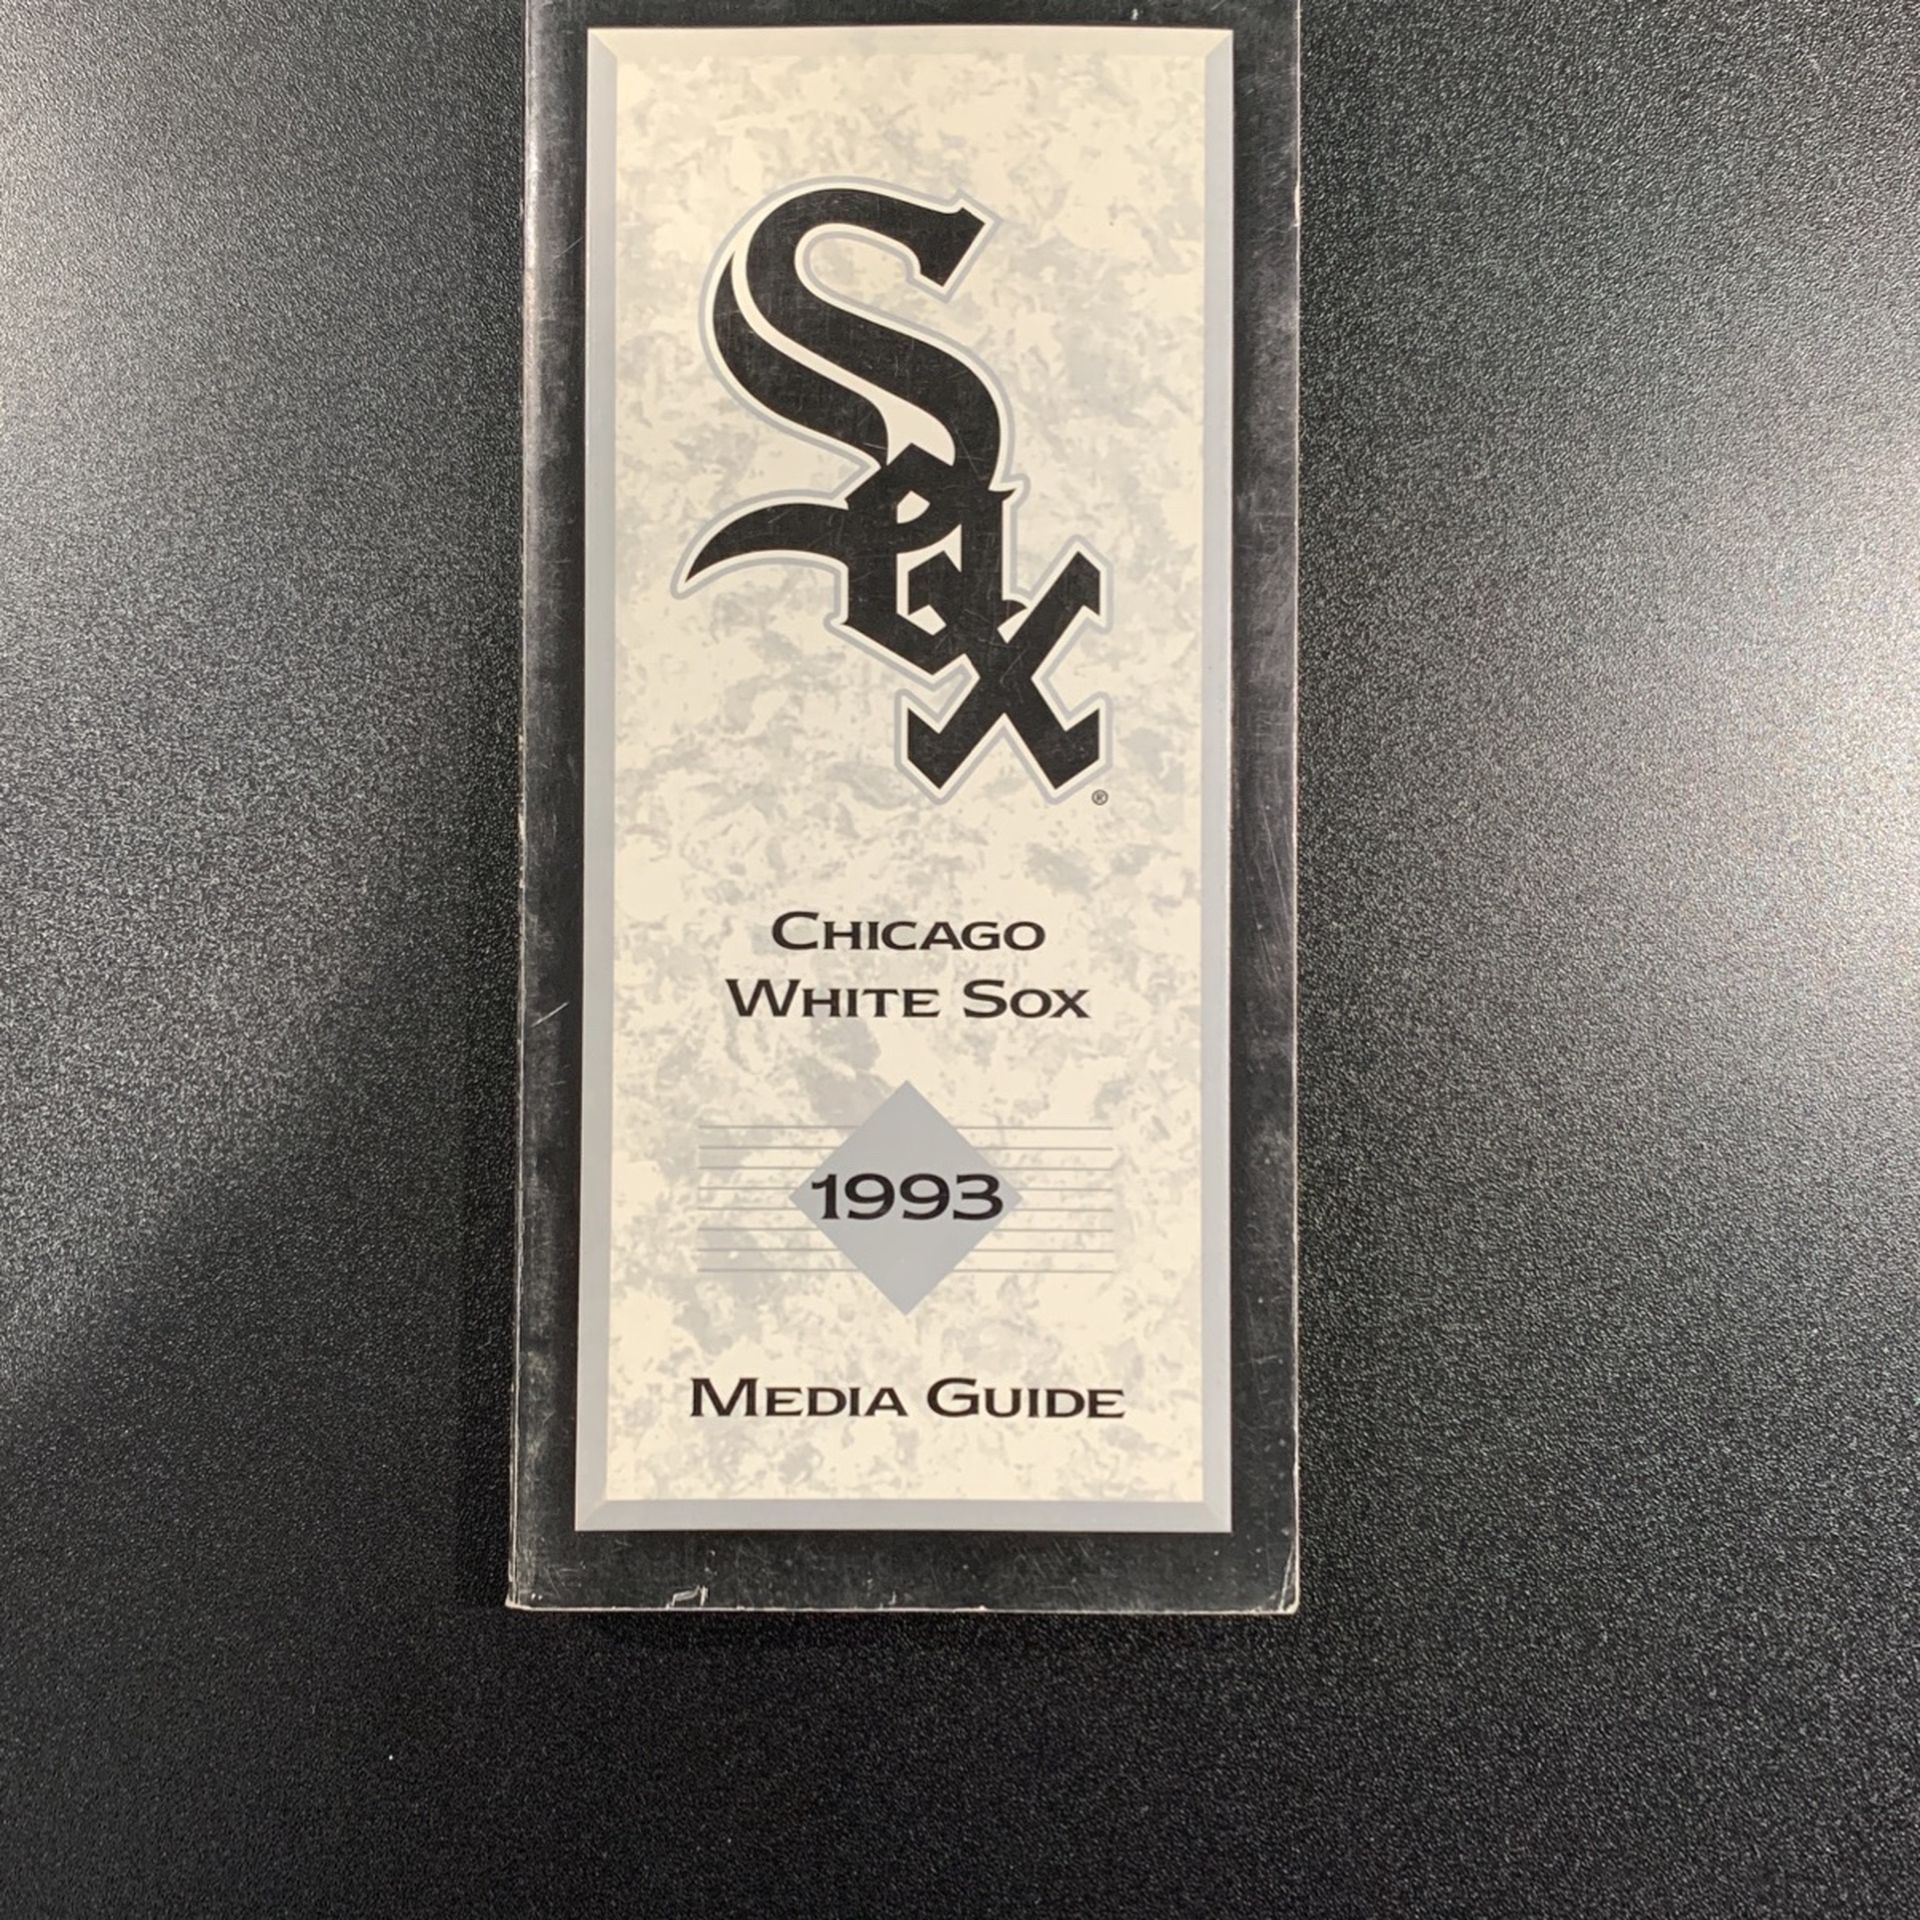 Sox
®
CHICAGO
WHITE SOX
1993
MEDIA GUIDE